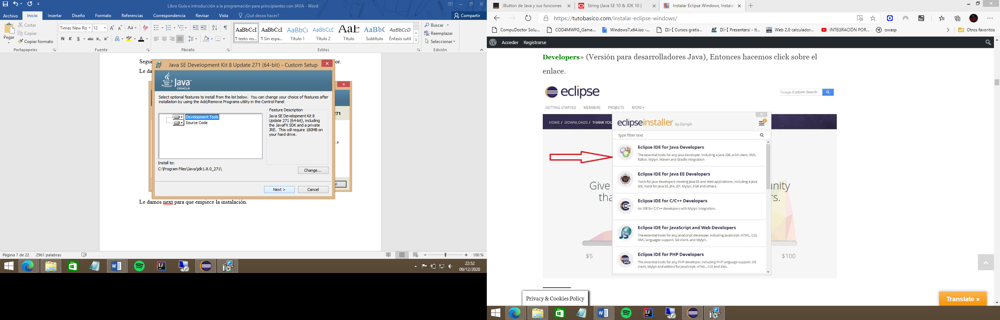 Libro Guía e introducción a la programación para principiantes con JAVA - Word
Archivo Inicio Insertar Diseño Formato Referencias Correspondencia Revisar Vista ¿Qué desea hacer? Compartir
Pegar
Cortar
Copiar
Copiar formato
Portapapeles
Times New Ro 12
N K S abc x₂ x²
Fuente
Párrafo
AaBbCcI AaBbCcI AaBbCc AaBbCcE AaB AaBbC AaBbCcD
¶ texto no... ¶ Sin espa... Título 1 Título 2 Título Subtítulo Énfasis sutil
Estilos
Buscar
Reemplazar
Seleccionar
Edición
Segui
sor.
Le da
Java SE Development Kit 8 Update 271 (64-bit) - Custom Setup
Java
ORACLE
Select optional features to install from the list below. You can change your choice of features after
installation by using the Add/Remove Programs utility in the Control Panel
Development Tools
Source Code
Feature Description
Java SE Development Kit 8
Update 271 (64-bit), including
the JavaFX SDK and a private
JRE. This will require 180MB on
your hard drive.
Install to:
C:\Program Files\Java\jdk1.8.0_271\
Change...
Next >
Cancel
271
Le damos next para que empiece la instalación.
Página 7 de 22 2961 palabras
100 %
22:52
09/12/2020
JButton de Java y sus funciones
String (Java SE 10 & JDK 10 )
Instalar Eclipse Windows, Instala
https://tutobasico.com/instalar-eclipse-windows/
CompuDoctor Solu... COD4MWPG_Game... Windows7.x64.iso -... Cursos gratis... Presentarsi - It... Web 2.0 calculador... INTEGRACIÓN POR... owasp Otros favoritos
Acceder Registrarse
Developers» (Versión para desarrolladores Java), Entonces hacemos click sobre el
enlace.
eclipse
Google Custom Search
GETTING STARTED MEMBERS PROJECTS MORE
HOME / DOWNLOADS / THANK YOU
eclipseinstaller by Oomph
type filter text
Eclipse IDE for Java Developers
The essential tools for any Java developer, including a Java IDE, a Git client, XML
Editor, Mylyn, Maven and Gradle integration
Eclipse IDE for Java EE Developers
Tools for Java developers creating Java EE and Web applications, including a Java
IDE, tools for Java EE, JPA, JSF, Mylyn, EGit and others.
Eclipse IDE for C/C++ Developers
An IDE for C/C++ developers with Mylyn integration.
Eclipse IDE for JavaScript and Web Developers
The essential tools for any JavaScript developer, including JavaScript, HTML, CSS,
XML languages support, Git client, and Mylyn.
Eclipse IDE for PHP Developers
The essential tools for any PHP developer, including PHP language support, Git
client, Mylyn and editors for JavaScript, HTML, CSS and XML.
Give
nity
tha
rs.
$5
$100
Privacy & Cookies Policy
Translate »